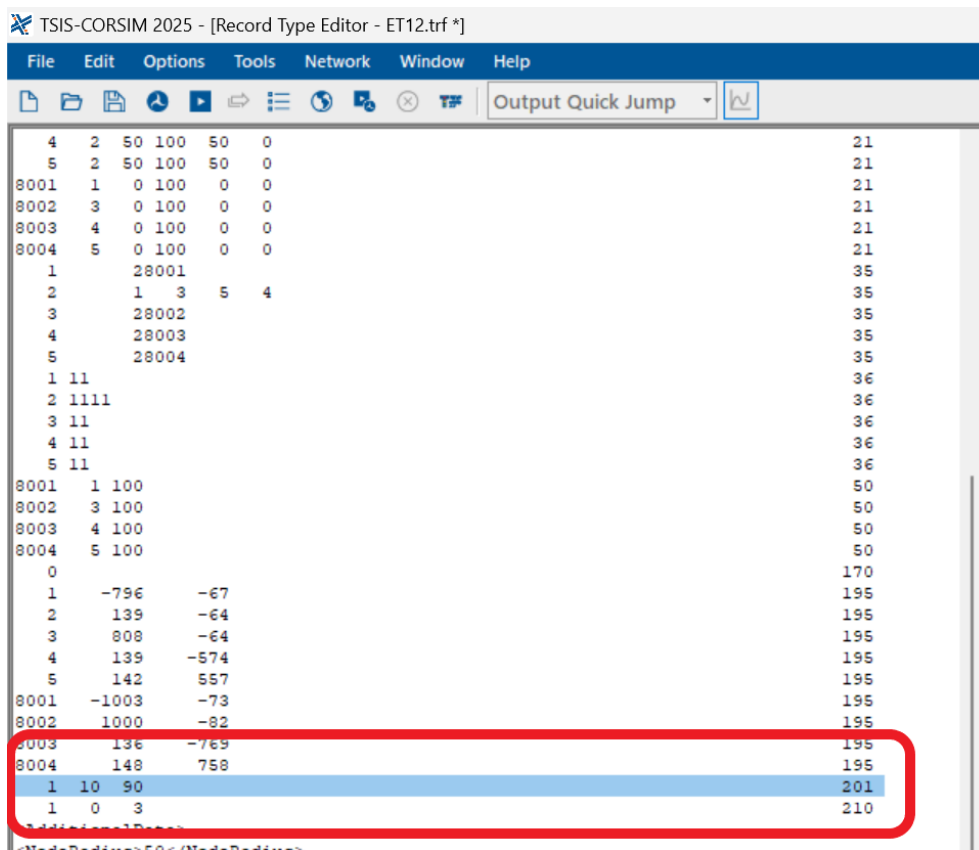 TSIS-CORSIM 2025 - [Record Type Editor - ET12.trf *]
File Edit Options Tools Network Window Help
Output Quick Jump
4 2 50 100 50 0 21
5 2 50 100 50 0 21
8001 1 0 100 0 0 21
8002 3 0 100 0 0 21
8003 4 0 100 0 0 21
8004 5 0 100 0 0 21
1 28001 35
2 1 3 5 4 35
3 28002 35
4 28003 35
5 28004 35
1 11 36
2 1111 36
3 11 36
4 11 36
5 11 36
8001 1 100 50
8002 3 100 50
8003 4 100 50
8004 5 100 50
0 170
1 -796 -67 195
2 139 -64 195
3 808 -64 195
4 139 -574 195
5 142 557 195
8001 -1003 -73 195
8002 1000 -82 195
8003 136 -769 195
8004 148 758 195
1 10 90 201
1 0 3 210